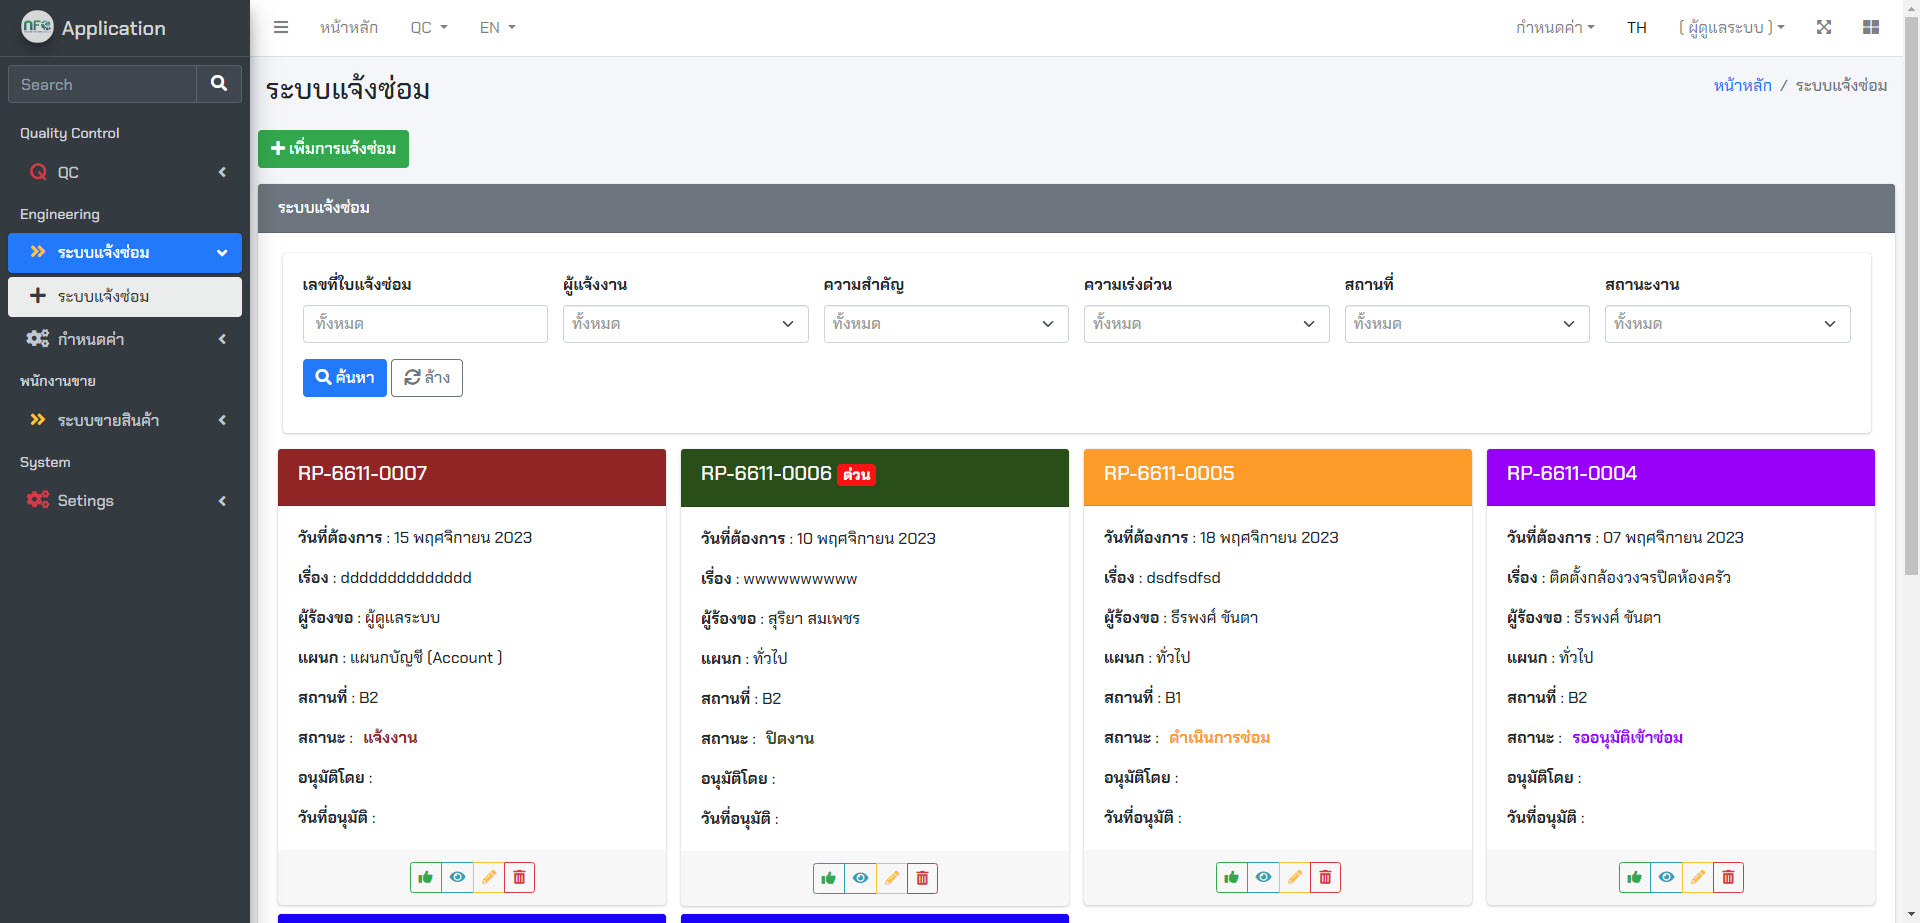 NFC Application
หน้าหลัก QC EN กำหนดค่า TH ( ผู้ดูแลระบบ )
Search
ระบบแจ้งซ่อม
หน้าหลัก / ระบบแจ้งซ่อม
Quality Control
QC
Engineering
ระบบแจ้งซ่อม
ระบบแจ้งซ่อม
กำหนดค่า
พนักงานขาย
ระบบขายสินค้า
System
Setings
เพิ่มการแจ้งซ่อม
ระบบแจ้งซ่อม
เลขที่ใบแจ้งซ่อม ผู้แจ้งงาน ความสำคัญ ความเร่งด่วน สถานที่ สถานะงาน
ทั้งหมด ทั้งหมด ทั้งหมด ทั้งหมด ทั้งหมด ทั้งหมด
ค้นหา ล้าง
RP-6611-0007
วันที่ต้องการ : 15 พฤศจิกายน 2023
เรื่อง : dddddddddddddd
ผู้ร้องขอ : ผู้ดูแลระบบ
แผนก : แผนกบัญชี (Account )
สถานที่ : B2
สถานะ : แจ้งงาน
อนุมัติโดย :
วันที่อนุมัติ :
RP-6611-0006 ด่วน
วันที่ต้องการ : 10 พฤศจิกายน 2023
เรื่อง : wwwwwwwwww
ผู้ร้องขอ : สุริยา สมเพชร
แผนก : ทั่วไป
สถานที่ : B2
สถานะ : ปิดงาน
อนุมัติโดย :
วันที่อนุมัติ :
RP-6611-0005
วันที่ต้องการ : 18 พฤศจิกายน 2023
เรื่อง : dsdfsdfsd
ผู้ร้องขอ : ธีรพงศ์ ขันตา
แผนก : ทั่วไป
สถานที่ : B1
สถานะ : ดำเนินการซ่อม
อนุมัติโดย :
วันที่อนุมัติ :
RP-6611-0004
วันที่ต้องการ : 07 พฤศจิกายน 2023
เรื่อง : ติดตั้งกล้องวงจรปิดห้องครัว
ผู้ร้องขอ : ธีรพงศ์ ขันตา
แผนก : ทั่วไป
สถานที่ : B2
สถานะ : รออนุมัติเข้าซ่อม
อนุมัติโดย :
วันที่อนุมัติ :